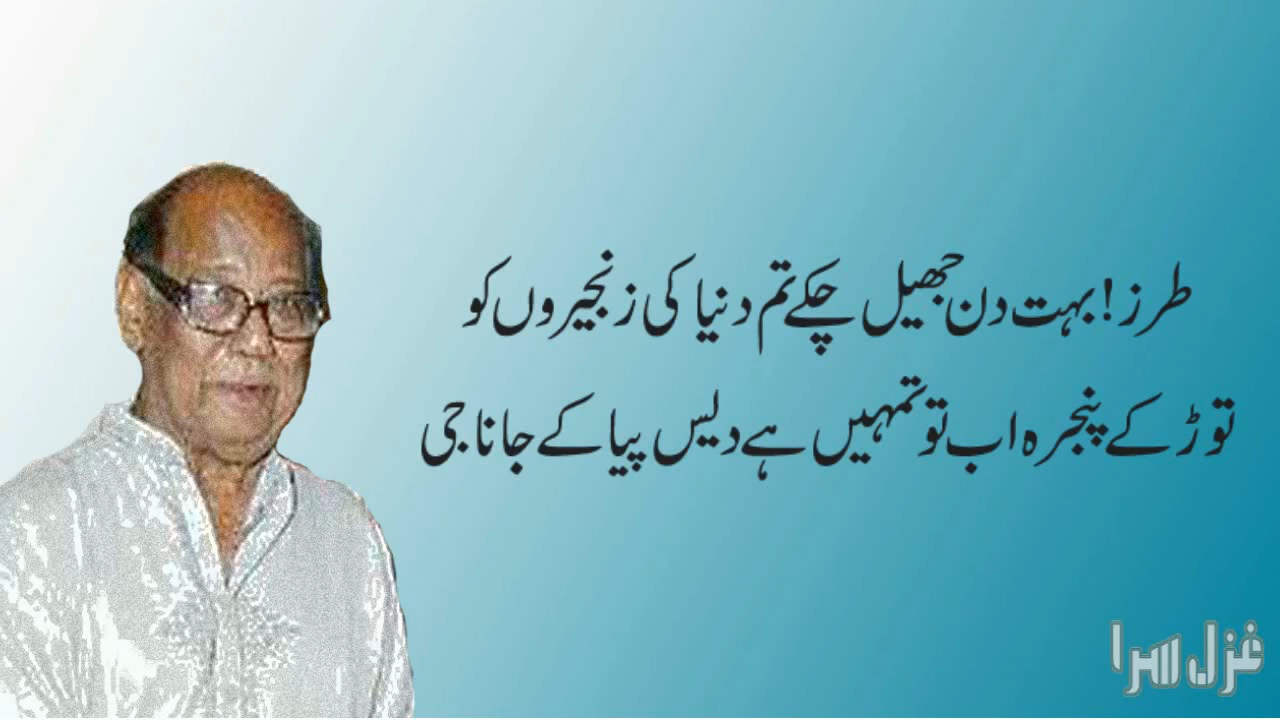 طرز! بہت دن جھیل چکے تم دنیا کی زنجیروں کو
توڑ کے پنجرہ اب تو تمہیں ہے دیس پیا کے جانا جی
غزل سرا